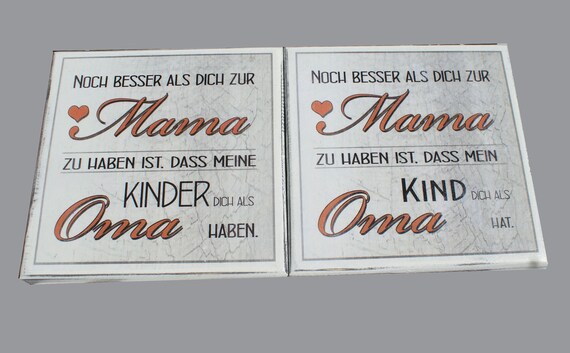 NOCH BESSER ALS DICH ZUR
Mama
ZU HABEN IST, DASS MEINE
KINDER DICH ALS
Oma HABEN.
NOCH BESSER ALS DICH ZUR
Mama
ZU HABEN IST, DASS MEIN
KIND DICH ALS
Oma HAT.